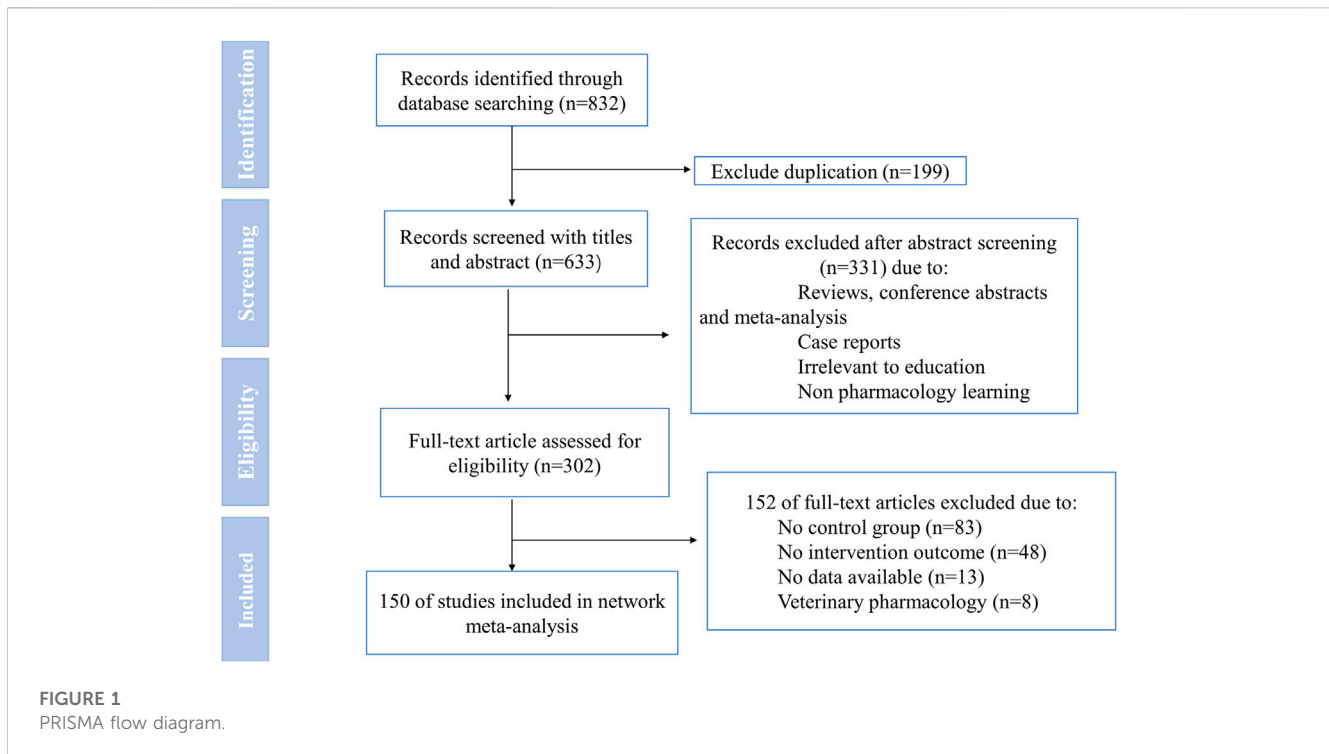 Identification
Records identified through
database searching (n=832)
Exclude duplication (n=199)
Screening
Records screened with titles
and abstract (n=633)
Records excluded after abstract screening
(n=331) due to:
Reviews, conference abstracts
and meta-analysis
Case reports
Irrelevant to education
Non pharmacology learning
Eligibility
Full-text article assessed for
eligibility (n=302)
152 of full-text articles excluded due to:
No control group (n=83)
No intervention outcome (n=48)
No data available (n=13)
Veterinary pharmacology (n=8)
Included
150 of studies included in network
meta-analysis
FIGURE 1
PRISMA flow diagram.